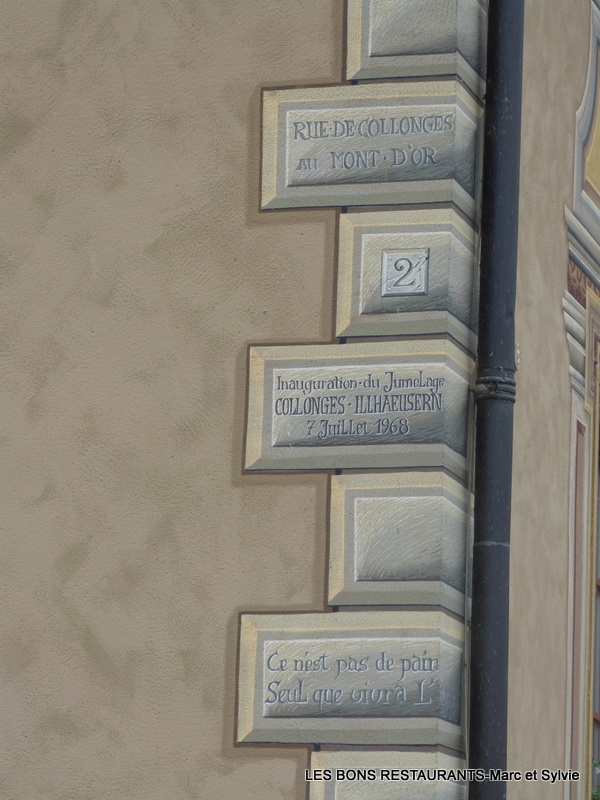 RUE·DE·COLLONGES
AU MONT·D'OR
2
Inauguration·du Jumelage
COLLONGES·ILLHAEUSERN
7 Juillet 1968
Ce n'est pas de pain
Seul que vivra L'
LES BONS RESTAURANTS-Marc et Sylvie